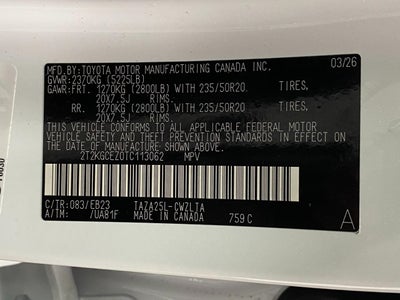 MFD.BY:TOYOTA MOTOR MANUFACTURING CANADA INC. 03/26
GVWR:2370KG (5225LB)
GAWR:FRT. 1270KG (2800LB) WITH 235/50R20 TIRES.
20X7.5J RIMS.
RR. 1270KG (2800LB) WITH 235/50R20 TIRES.
20X7.5J RIMS.
THIS VEHICLE CONFORMS TO ALL APPLICABLE FEDERAL MOTOR
VEHICLE SAFETY AND THEFT PREVENTION STANDARDS IN EFFECT ON
THE DATE OF MANUFACTURE SHOWN ABOVE.
2T2KGCEZ0TC113062 MPV
C/TR:083/EB23 TAZA25L-CWZLTA
A/TM: /UA81F MADE IN CANADA 759C
A